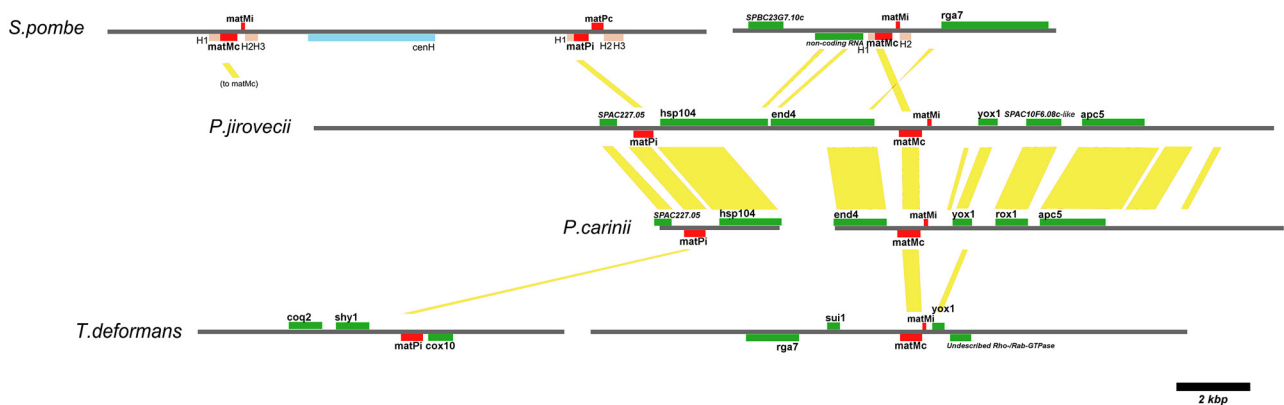 matMi matPc SPBC23G7.10c matMi rga7
S.pombe
H1 matMc H2H3 cenH H1 matPi H2 H3 non-coding RNA H1 matMc H2
(to matMc)
SPAC227.05 hsp104 end4 matMi yox1 SPAC10F6.08c-like apc5
P.jirovecii
matPi matMc
SPAC227.05 hsp104 end4 matMi yox1 rox1 apc5
P.carinii
matPi matMc
coq2 shy1 sui1 matMi yox1
T.deformans
matPi cox10 rga7 matMc Undescribed Rho-/Rab-GTPase
2 kbp